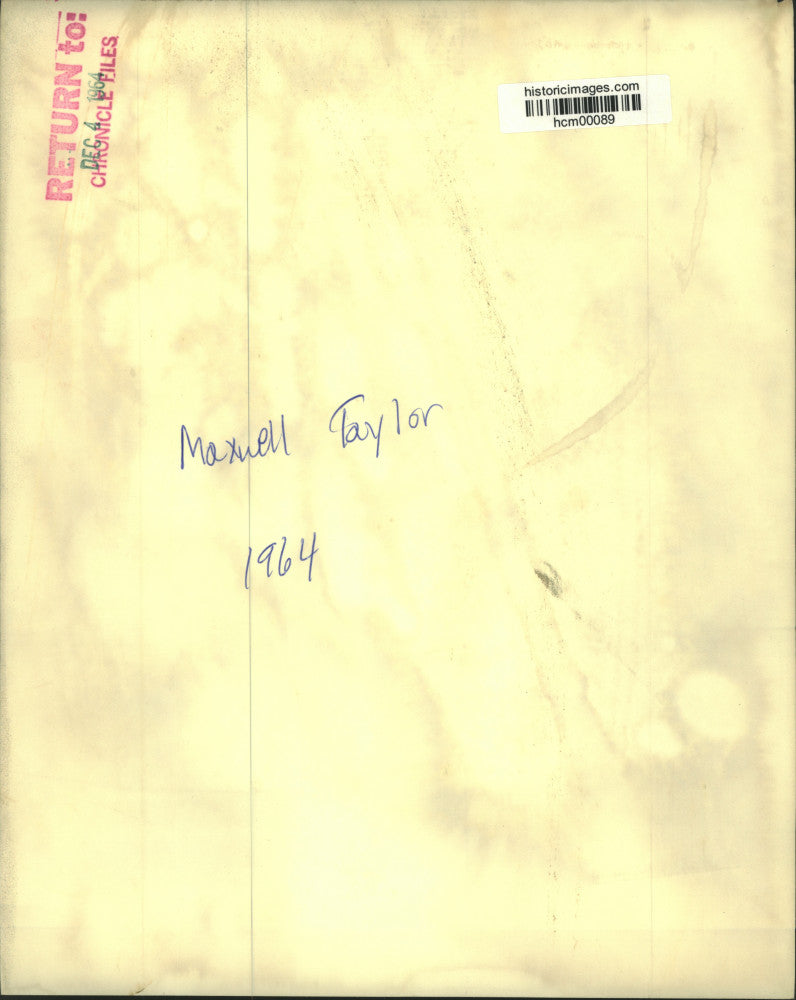 RETURN to:
CHRONICLE FILES
DEC 4 1964
historicimages.com
hcm00089
Maxwell Taylor
1964